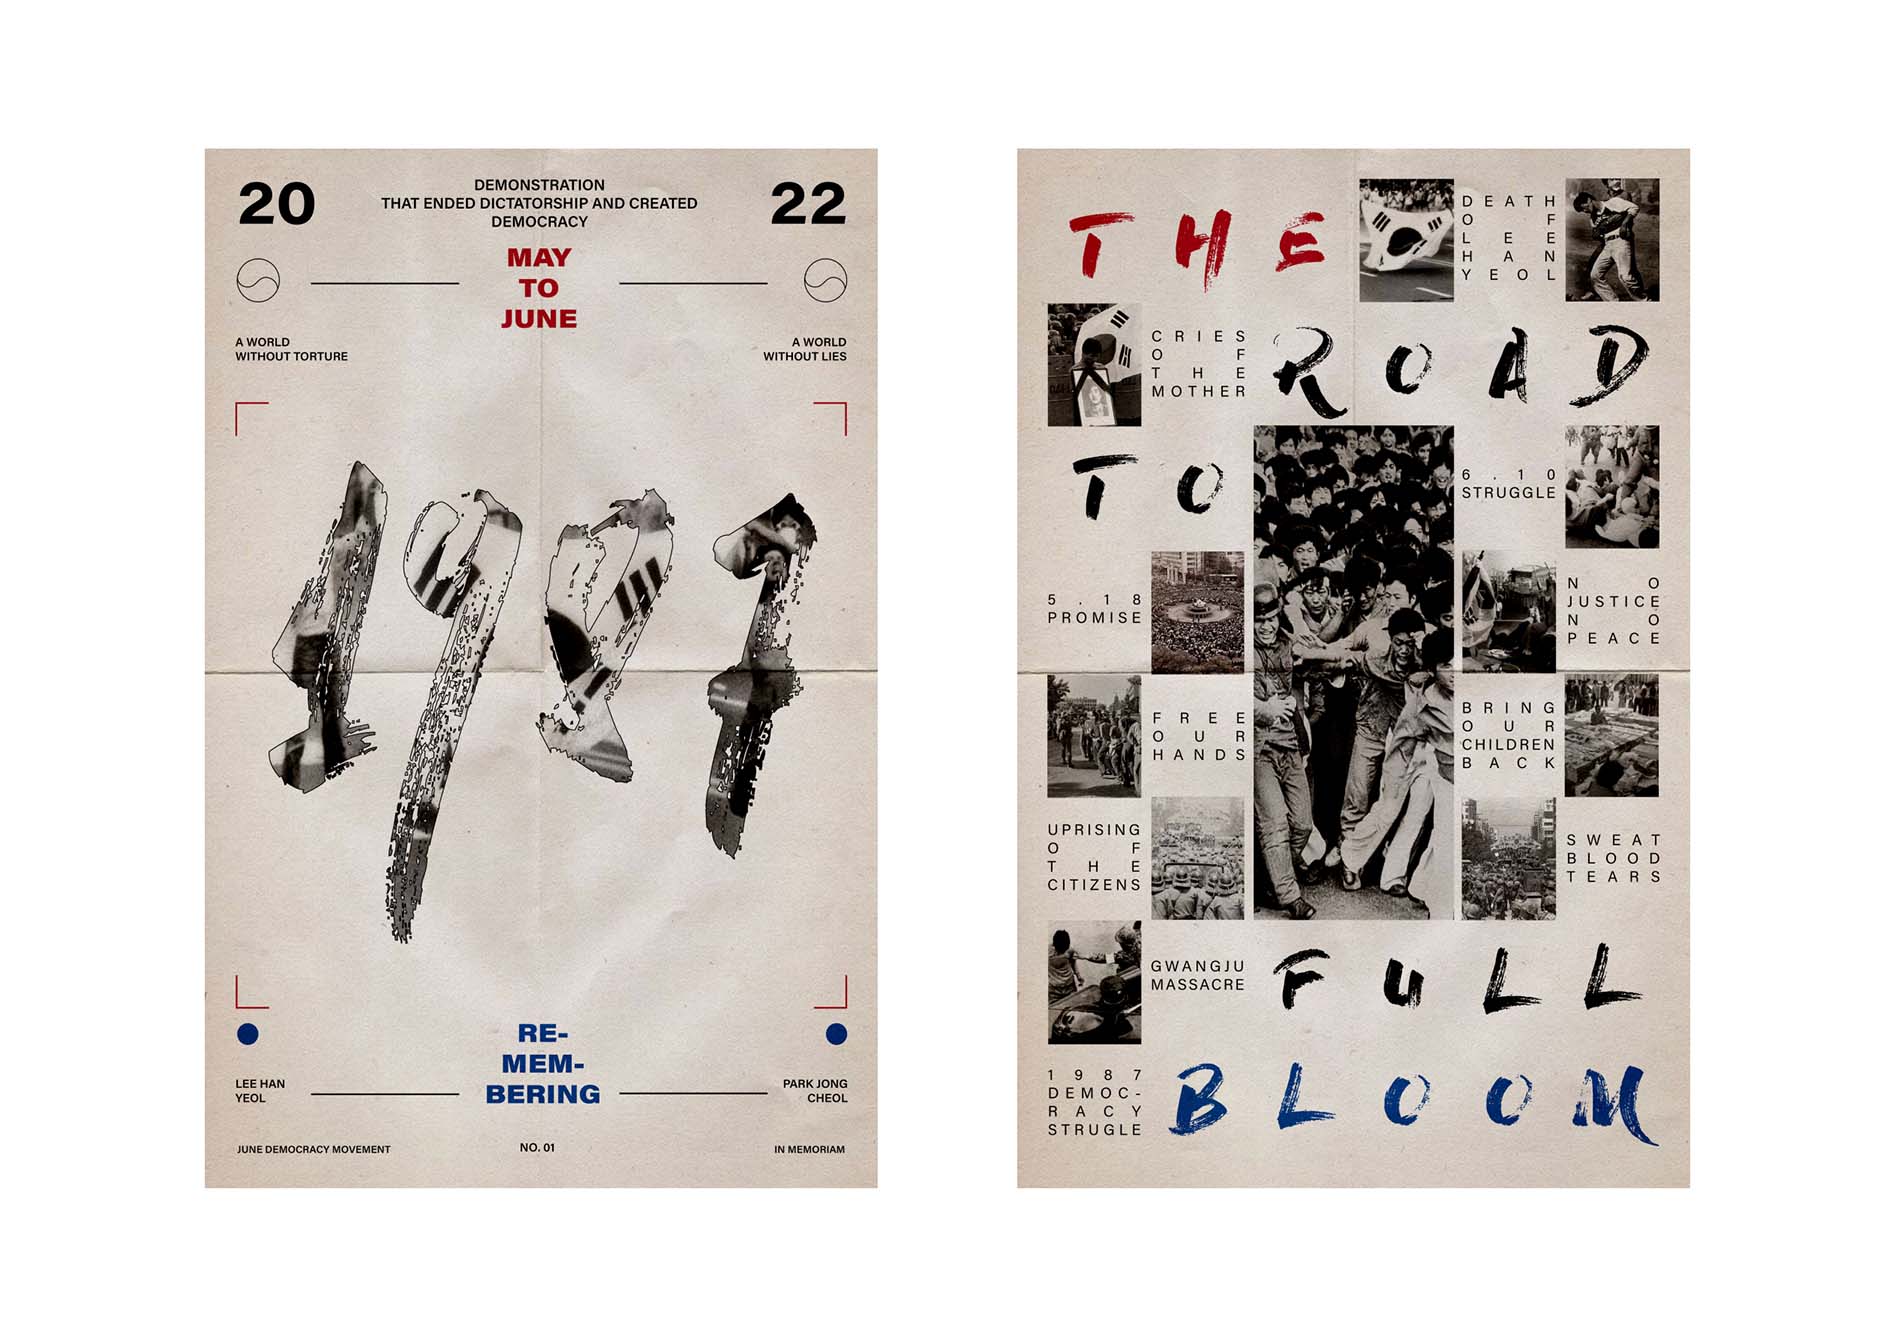 20
DEMONSTRATION
THAT ENDED DICTATORSHIP AND CREATED
DEMOCRACY
22
MAY
TO
JUNE
A WORLD
WITHOUT TORTURE
A WORLD
WITHOUT LIES
1987
RE-
MEM-
BERING
LEE HAN
YEOL
PARK JONG
CHEOL
JUNE DEMOCRACY MOVEMENT
NO. 01
IN MEMORIAM
THE
DEATH
OF
LEE
HAN
YEOL
CRIES
OF
THE
MOTHER
ROAD
TO
6.10
STRUGGLE
5.18
PROMISE
NO
JUSTICE
NO
PEACE
FREE
OUR
HANDS
BRING
OUR
CHILDREN
BACK
UPRISING
OF
THE
CITIZENS
SWEAT
BLOOD
TEARS
GWANGJU
MASSACRE
FULL
1987
DEMOC-
RACY
STRUGLE
BLOOM